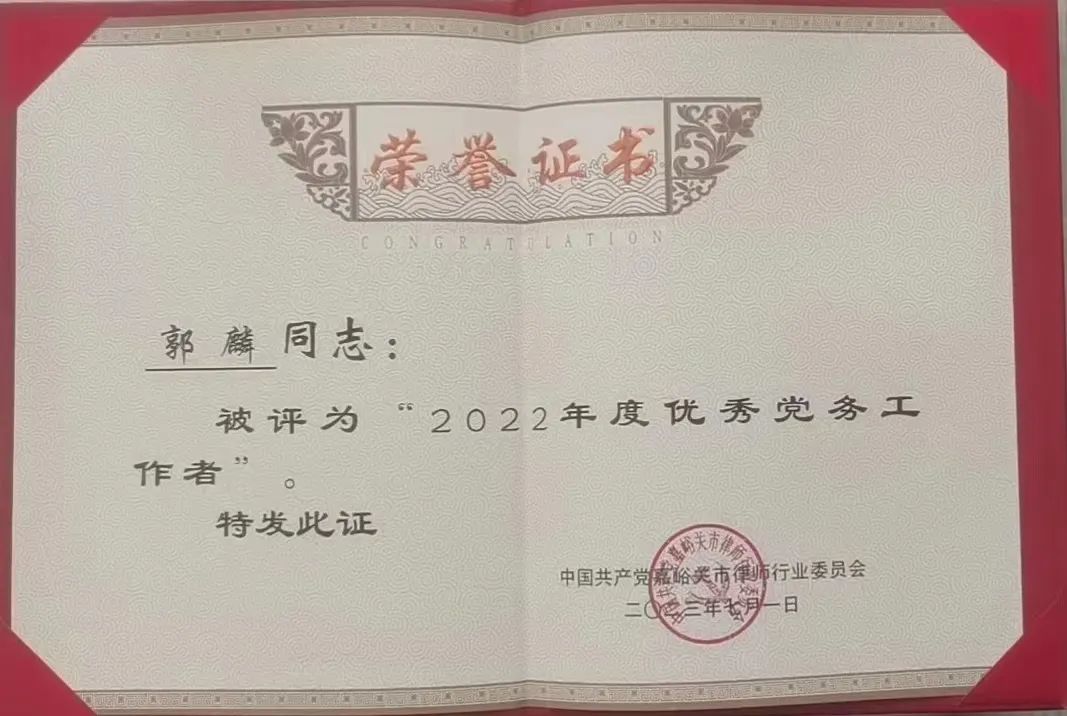 荣誉证书
CONGRATULATION
郭麟同志：
被评为“2022年度优秀党务工
作者”。
特发此证
中国共产党嘉峪关市律师行业委员会
二〇二三年七月一日